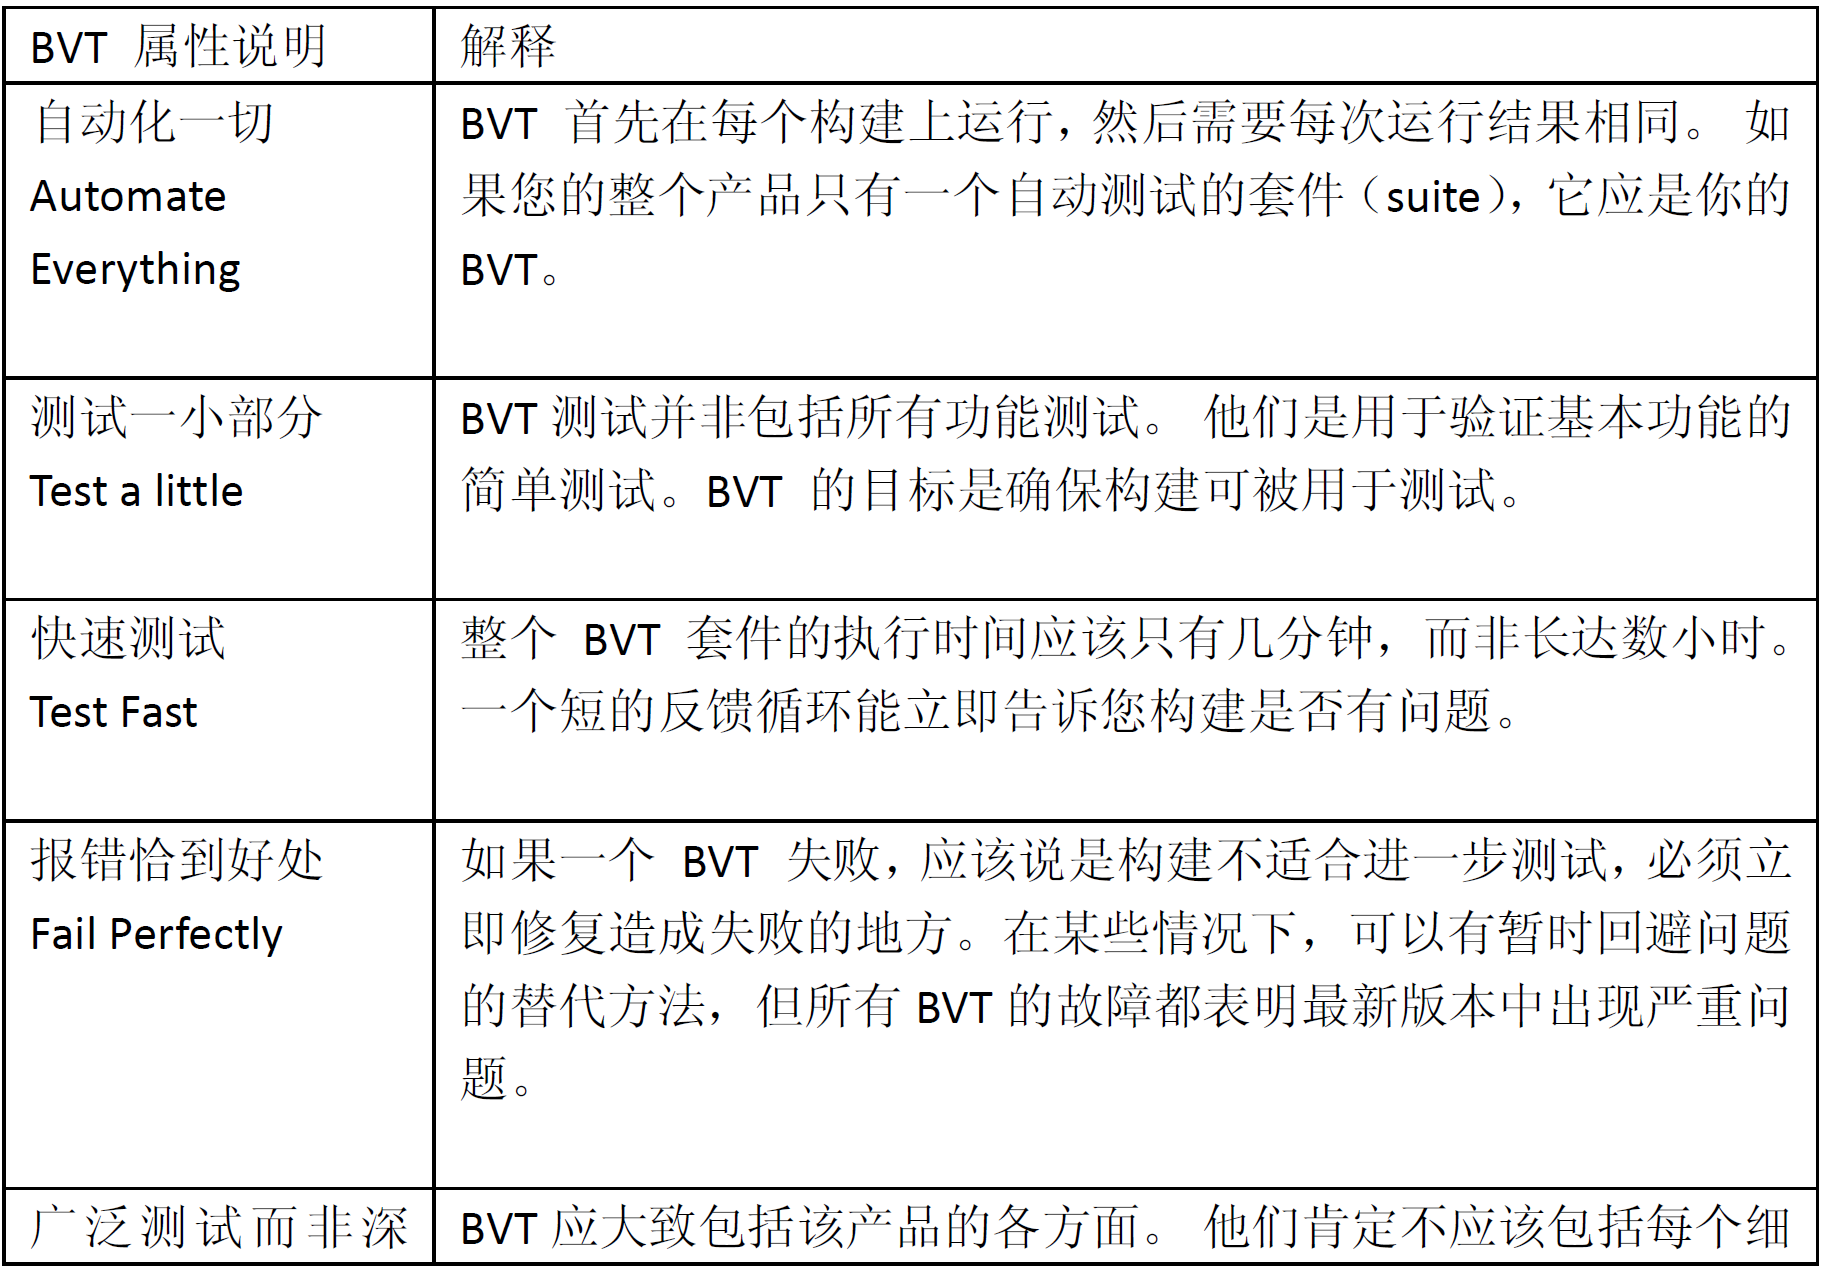 BVT 属性说明
解释
自动化一切
Automate
Everything
BVT 首先在每个构建上运行，然后需要每次运行结果相同。 如
果您的整个产品只有一个自动测试的套件（suite），它应是你的
BVT。
测试一小部分
Test a little
BVT 测试并非包括所有功能测试。 他们是用于验证基本功能的
简单测试。BVT 的目标是确保构建可被用于测试。
快速测试
Test Fast
整个 BVT 套件的执行时间应该只有几分钟，而非长达数小时。
一个短的反馈循环能立即告诉您构建是否有问题。
报错恰到好处
Fail Perfectly
如果一个 BVT 失败，应该说是构建不适合进一步测试，必须立
即修复造成失败的地方。在某些情况下，可以有暂时回避问题
的替代方法，但所有 BVT 的故障都表明最新版本中出现严重问
题。
广泛测试而非深
BVT 应大致包括该产品的各方面。 他们肯定不应该包括每个细